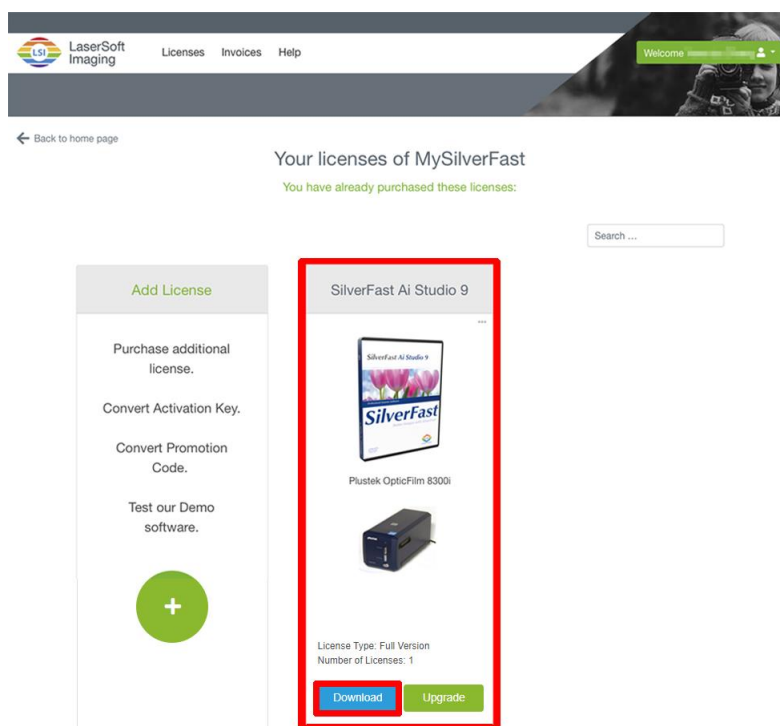 LSI
LaserSoft
Imaging
Licenses Invoices Help
Welcome
Back to home page
Your licenses of MySilverFast
You have already purchased these licenses:
Search ...
Add License
Purchase additional
license.
Convert Activation Key.
Convert Promotion
Code.
Test our Demo
software.
+
SilverFast Ai Studio 9
...
SilverFast Ai Studio 9
SilverFast
Plustek OpticFilm 8300i
License Type: Full Version
Number of Licenses: 1
Download Upgrade